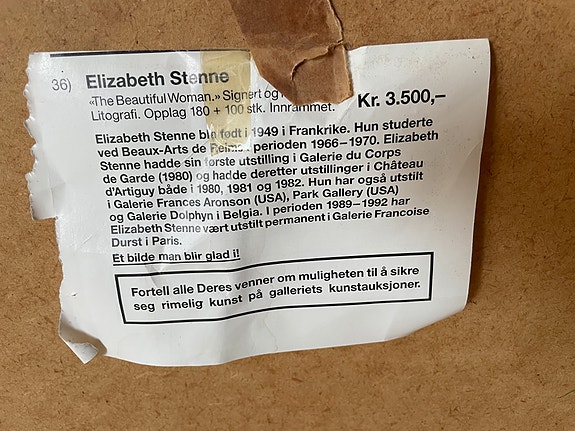 36) Elizabeth Stenne
«The Beautiful Woman.» Signert og
Litografi. Opplag 180 + 100 stk. Innrammet. Kr. 3.500,–
Elizabeth Stenne ble født i 1949 i Frankrike. Hun studerte
ved Beaux-Arts de Reims i perioden 1966–1970. Elizabeth
Stenne hadde sin første utstilling i Galerie du Corps
de Garde (1980) og hadde deretter utstillinger i Château
d'Artiguy både i 1980, 1981 og 1982. Hun har også utstilt
i Galerie Frances Aronson (USA), Park Gallery (USA)
og Galerie Dolphyn i Belgia. I perioden 1989–1992 har
Elizabeth Stenne vært utstilt permanent i Galerie Francoise
Durst i Paris.
Et bilde man blir glad i!
Fortell alle Deres venner om muligheten til å sikre
seg rimelig kunst på galleriets kunstauksjoner.